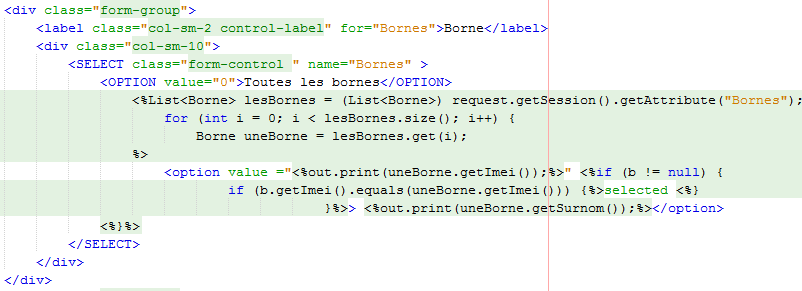 <div class="form-group">
<label class="col-sm-2 control-label" for="Bornes">Borne</label>
<div class="col-sm-10">
<SELECT class="form-control " name="Bornes" >
<OPTION value="0">Toutes les bornes</OPTION>
<%List<Borne> lesBornes = (List<Borne>) request.getSession().getAttribute("Bornes");
for (int i = 0; i < lesBornes.size(); i++) {
Borne uneBorne = lesBornes.get(i);
%>
<option value ="<%out.print(uneBorne.getImei());%>" <%if (b != null) {
if (b.getImei().equals(uneBorne.getImei())) {%>selected <%}
}%>> <%out.print(uneBorne.getSurnom());%></option>
<%}%>
</SELECT>
</div>
</div>